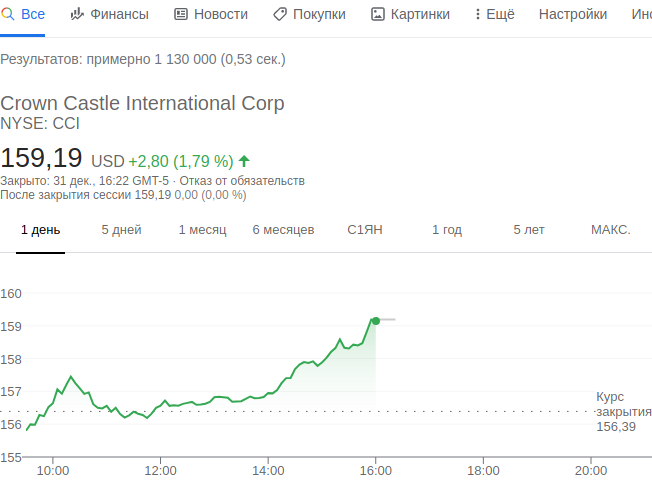 Все Финансы Новости Покупки Картинки Ещё Настройки
Результатов: примерно 1 130 000 (0,53 сек.)
Crown Castle International Corp
NYSE: CCI
159,19 USD +2,80 (1,79 %)
Закрыто: 31 дек., 16:22 GMT-5 · Отказ от обязательств
После закрытия сессии 159,19 0,00 (0,00 %)
1 день 5 дней 1 месяц 6 месяцев С1ЯН 1 год 5 лет МАКС.
160
159
158
157
Курс
закрытия
156,39
156
155
10:00 12:00 14:00 16:00 18:00 20:00